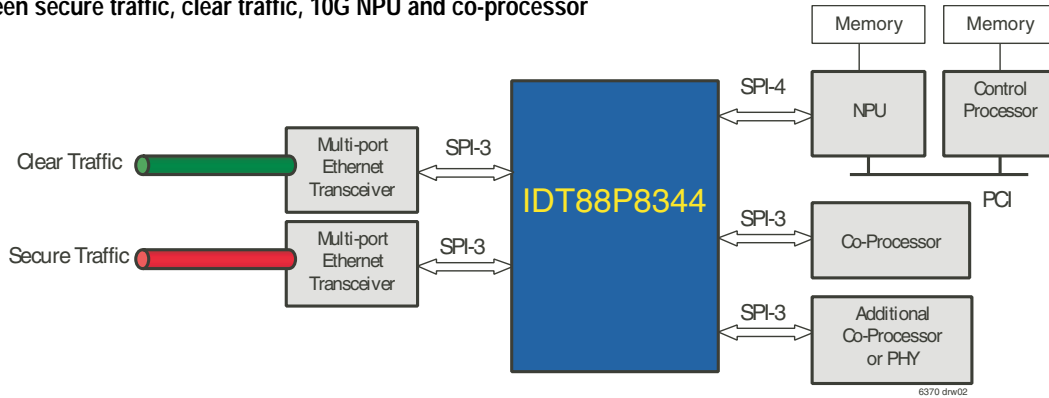 een secure traffic, clear traffic, 10G NPU and co-processor
Memory
Memory
SPI-4
NPU
Control
Processor
PCI
Clear Traffic
Multi-port
Ethernet
Transceiver
SPI-3
IDT88P8344
SPI-3
Co-Processor
Secure Traffic
Multi-port
Ethernet
Transceiver
SPI-3
SPI-3
Additional
Co-Processor
or PHY
6370 drw02